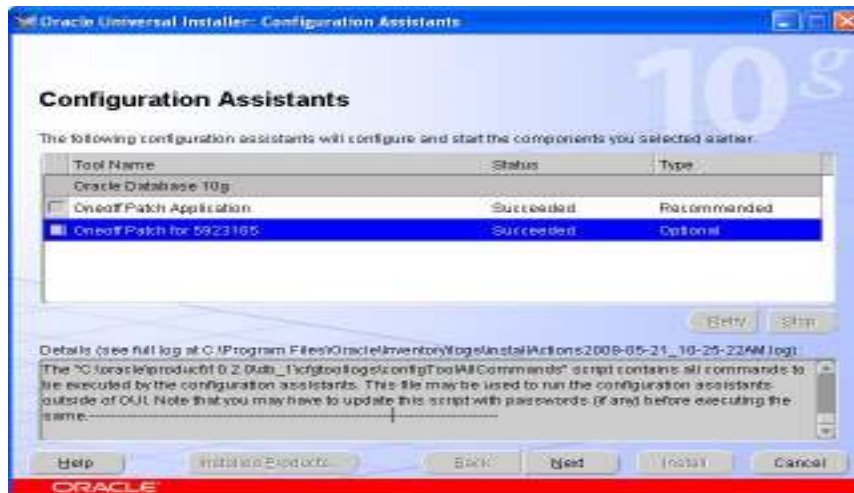 Oracle Universal Installer: Configuration Assistants
10g
Configuration Assistants
The following configuration assistants will configure and start the components you selected earlier.
Tool Name Status Type
Oracle Database 10g
Oneoff Patch Application Succeeded Recommended
Oneoff Patch for 5923165 Succeeded Optional
Retry Stop
Details (see full log at C:\Program Files\Oracle\Inventory\logs\installActions2009-05-21_10-25-22AM.log):
The "C:\oracle\product\10.2.0\db_1\cfgtoollogs\configToolAllCommands" script contains all commands to
be executed by the configuration assistants. This file may be used to run the configuration assistants
outside of OUI. Note that you may have to update this script with passwords (if any) before executing the
same.
Help Installed Products... Back Next Install Cancel
ORACLE